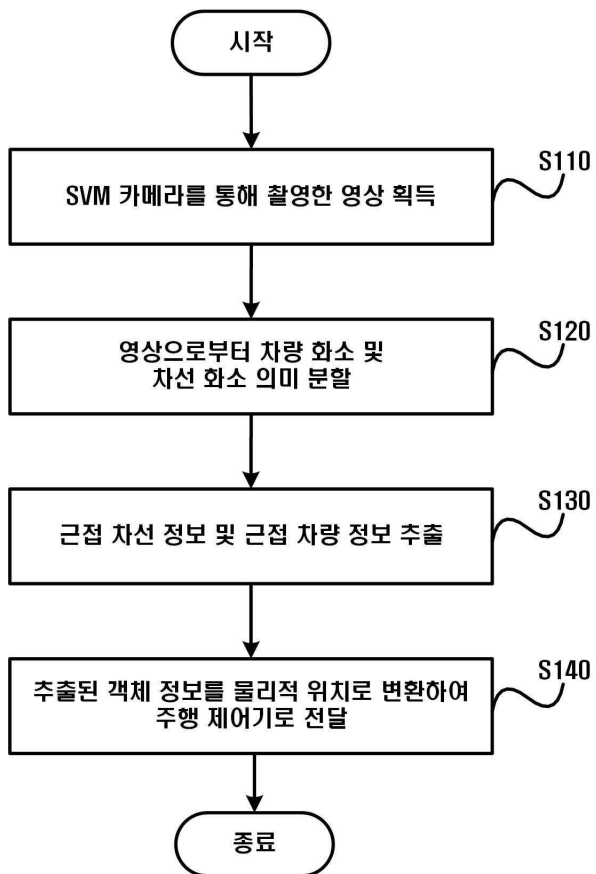 시작
SVM 카메라를 통해 촬영한 영상 획득
S110
영상으로부터 차량 화소 및
차선 화소 의미 분할
S120
근접 차선 정보 및 근접 차량 정보 추출
S130
추출된 객체 정보를 물리적 위치로 변환하여
주행 제어기로 전달
S140
종료